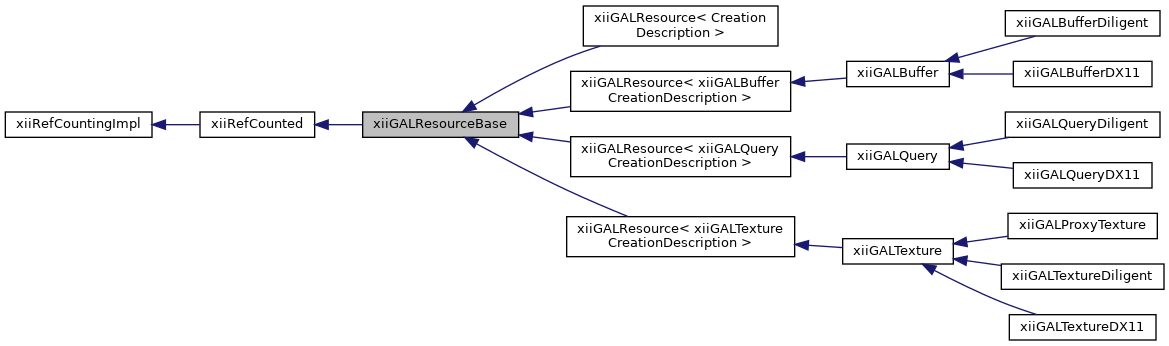 xiiRefCountingImpl
xiiRefCounted
xiiGALResourceBase
xiiGALResource< Creation
Description >
xiiGALResource< xiiGALBuffer
CreationDescription >
xiiGALResource< xiiGALQuery
CreationDescription >
xiiGALResource< xiiGALTexture
CreationDescription >
xiiGALBuffer
xiiGALQuery
xiiGALTexture
xiiGALBufferDiligent
xiiGALBufferDX11
xiiGALQueryDiligent
xiiGALQueryDX11
xiiGALProxyTexture
xiiGALTextureDiligent
xiiGALTextureDX11